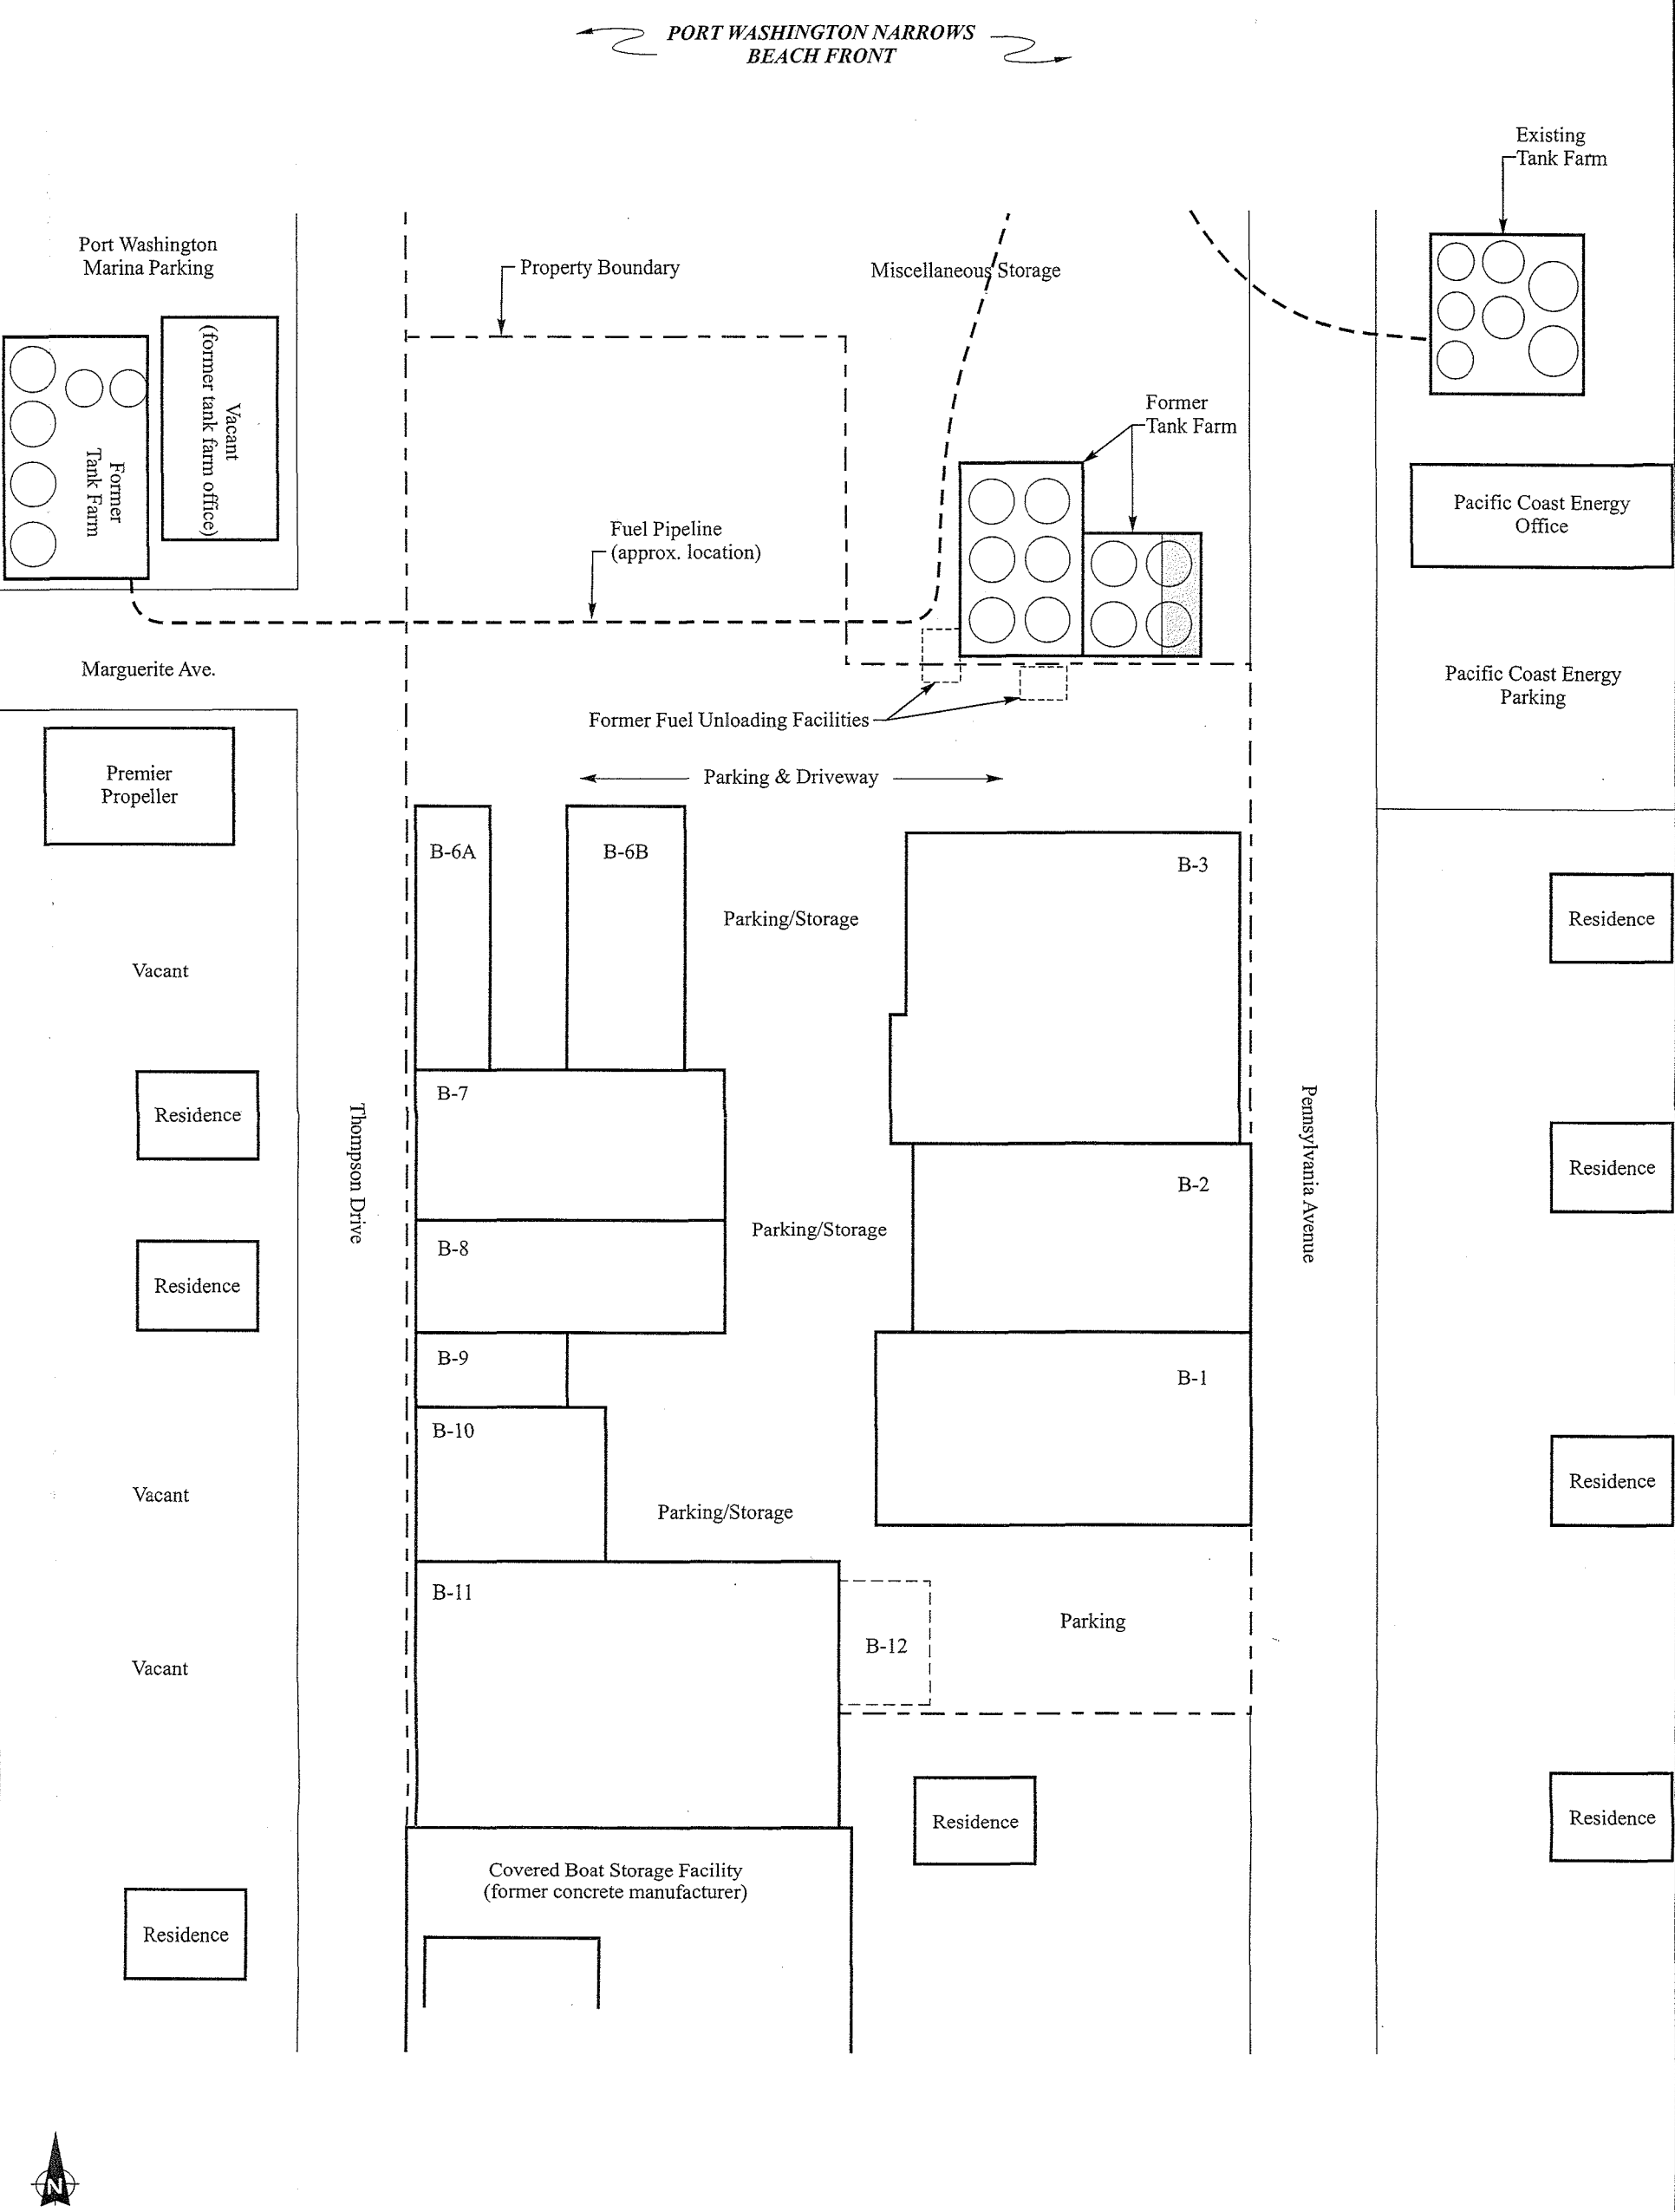 PORT WASHINGTON NARROWS
BEACH FRONT
Existing
Tank Farm
Port Washington
Marina Parking
Property Boundary
Miscellaneous Storage
Vacant
(former tank farm office)
Former
Tank Farm
Former
Tank Farm
Pacific Coast Energy
Office
Fuel Pipeline
(approx. location)
Marguerite Ave.
Pacific Coast Energy
Parking
Former Fuel Unloading Facilities
Premier
Propeller
Parking & Driveway
B-6A
B-6B
B-3
Parking/Storage
Residence
Vacant
B-7
Residence
Thompson Drive
Pennsylvania Avenue
Residence
B-2
Parking/Storage
B-8
Residence
B-9
B-1
B-10
Residence
Vacant
Parking/Storage
B-11
Parking
B-12
Vacant
Residence
Residence
Covered Boat Storage Facility
(former concrete manufacturer)
Residence
N